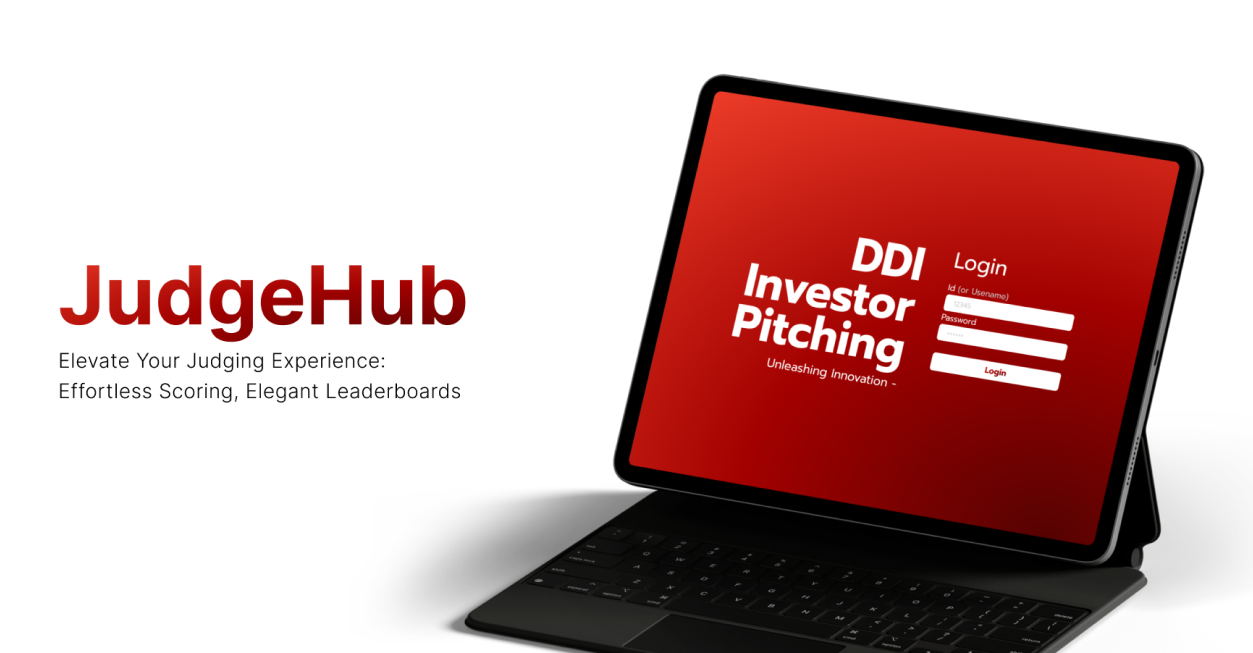 JudgeHub
Elevate Your Judging Experience:
Effortless Scoring, Elegant Leaderboards
DDI
Investor
Pitching
Unleashing Innovation -
Login
Id (or Usename)
12345
Password
Login